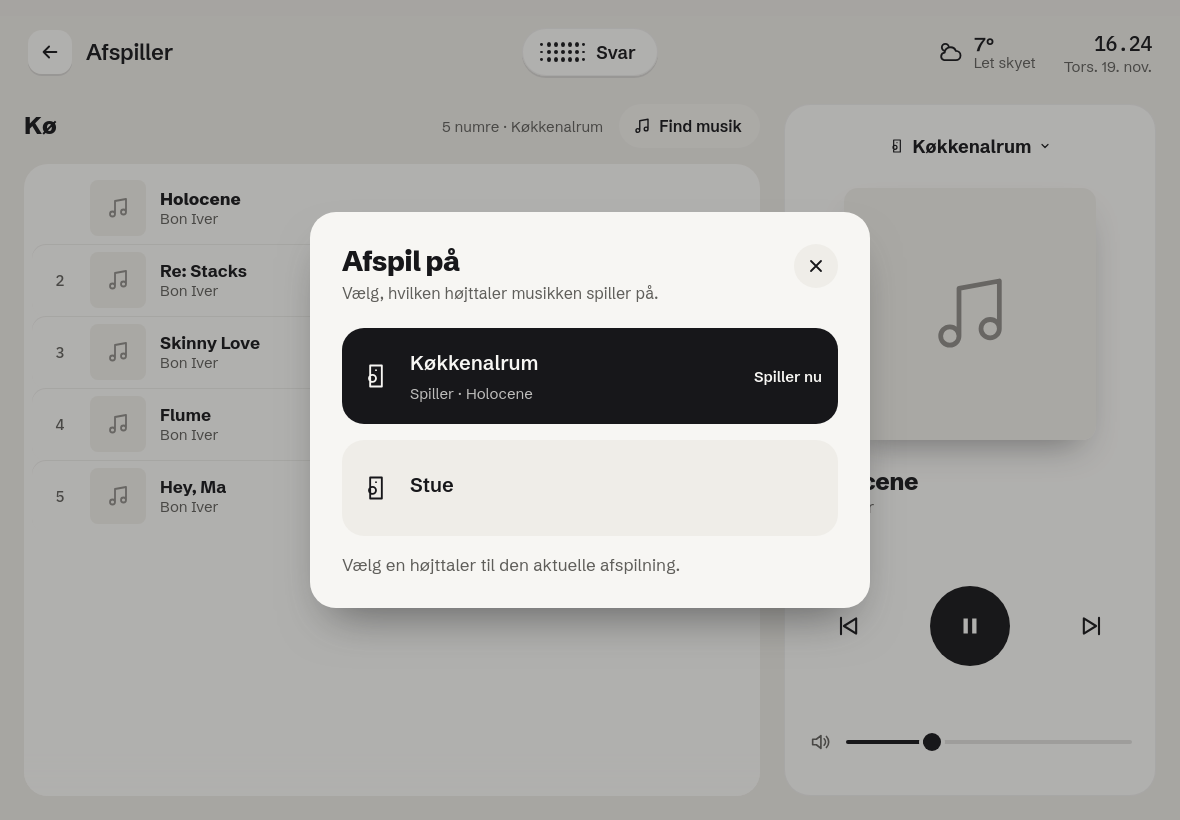 Afspiller
Svar
7°
Let skyet
16.24
Tors. 19. nov.
Kø
5 numre · Køkkenalrum
Find musik
Køkkenalrum
Holocene
Bon Iver
2
Re: Stacks
Bon Iver
3
Skinny Love
Bon Iver
4
Flume
Bon Iver
5
Hey, Ma
Bon Iver
Afspil på
Vælg, hvilken højttaler musikken spiller på.
Køkkenalrum
Spiller · Holocene
Spiller nu
Stue
Vælg en højttaler til den aktuelle afspilning.
cene
r